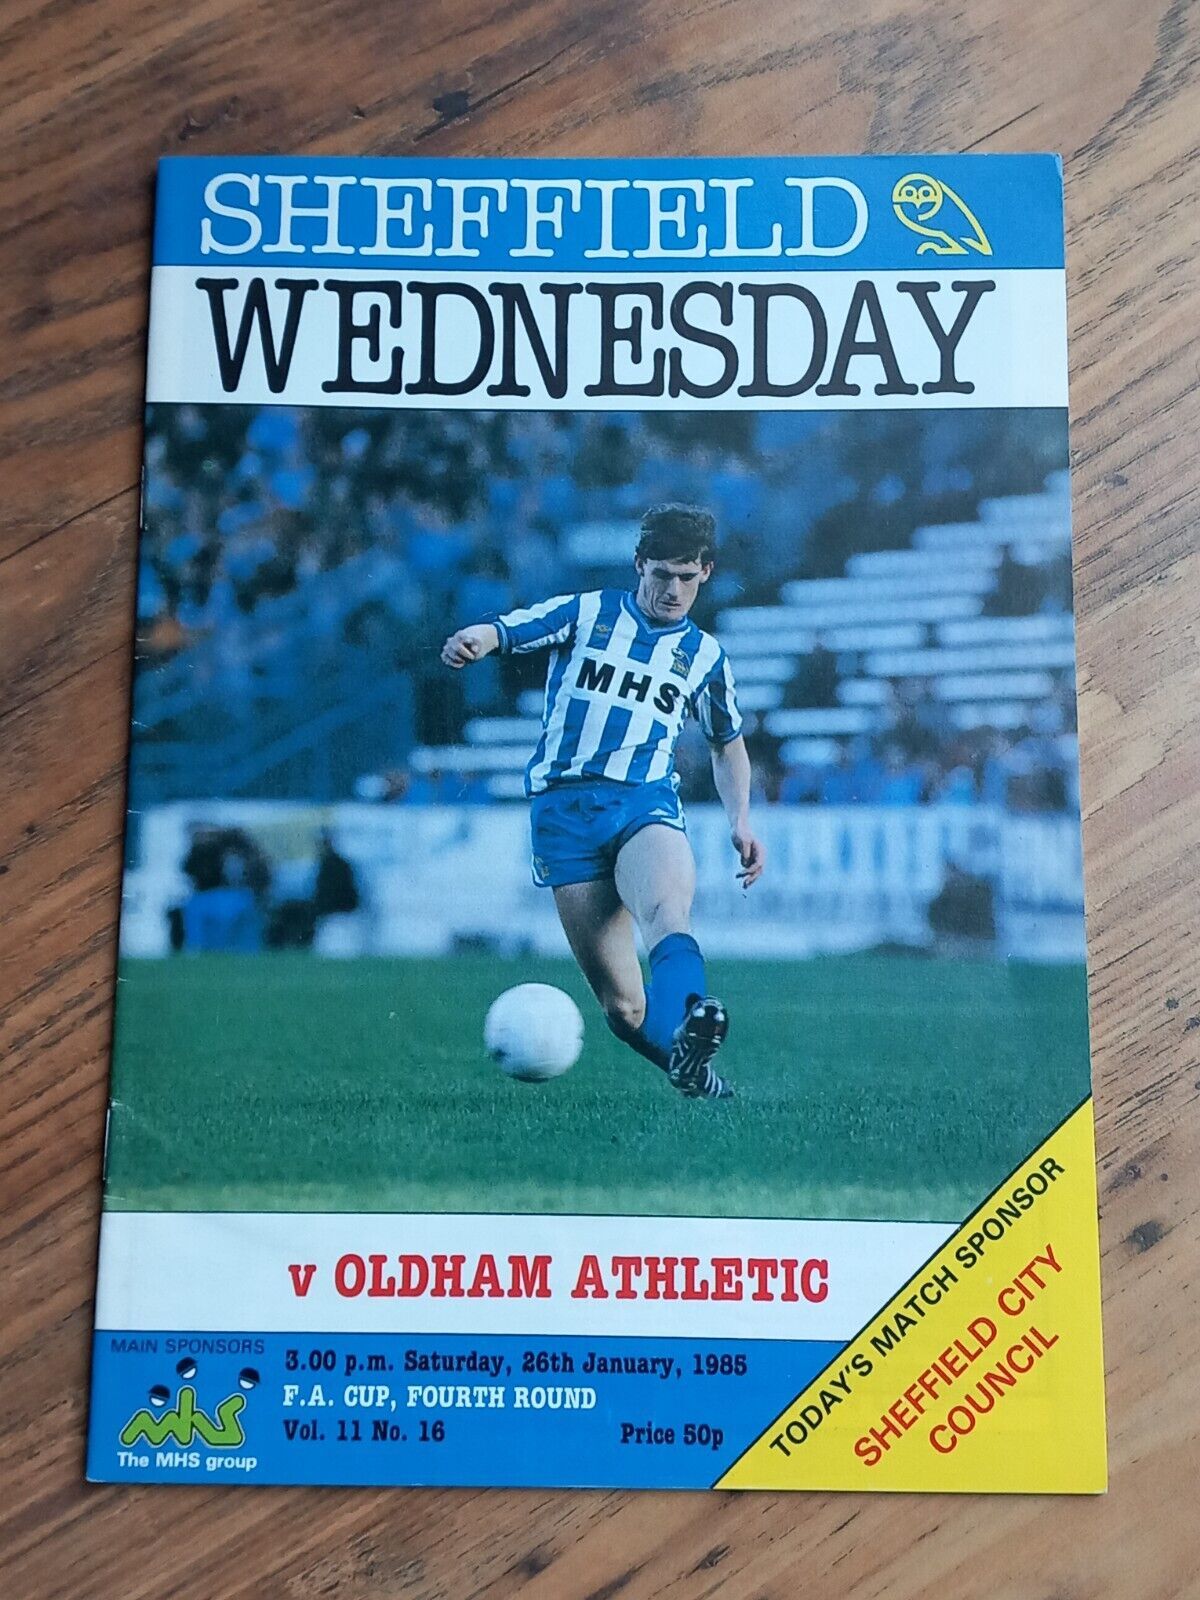 SHEFFIELD
WEDNESDAY
MHS
v OLDHAM ATHLETIC
MAIN SPONSORS
mhs
The MHS group
3.00 p.m. Saturday, 26th January, 1985
F.A. CUP, FOURTH ROUND
Vol. 11 No. 16
Price 50p
TODAY'S MATCH SPONSOR
SHEFFIELD CITY
COUNCIL